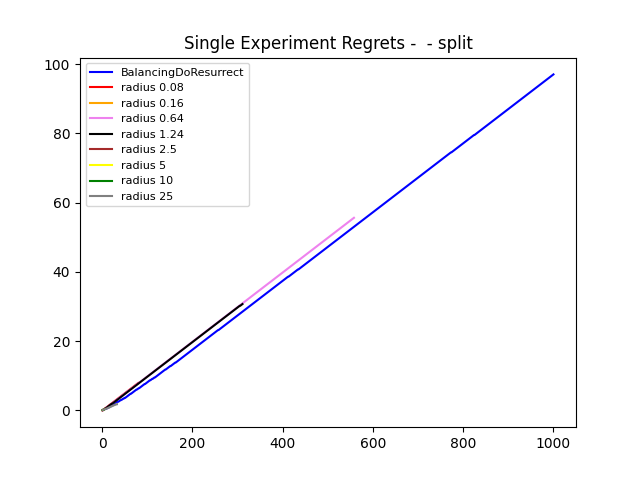 Single Experiment Regrets -  - split
100
80
60
40
20
0
BalancingDoResurrect
radius 0.08
radius 0.16
radius 0.64
radius 1.24
radius 2.5
radius 5
radius 10
radius 25
0 200 400 600 800 1000